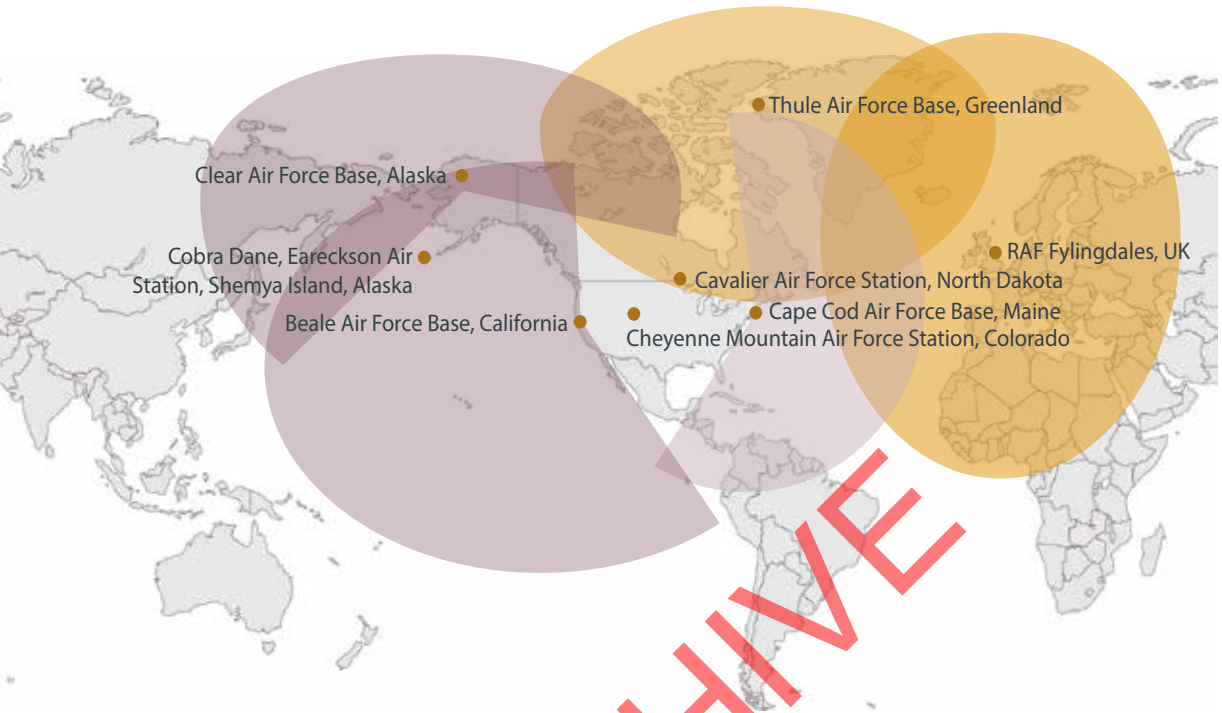 Thule Air Force Base, Greenland
Clear Air Force Base, Alaska
Cobra Dane, Eareckson Air
Station, Shemya Island, Alaska
RAF Fylingdales, UK
Cavalier Air Force Station, North Dakota
Beale Air Force Base, California
Cape Cod Air Force Base, Maine
Cheyenne Mountain Air Force Station, Colorado
HIVE